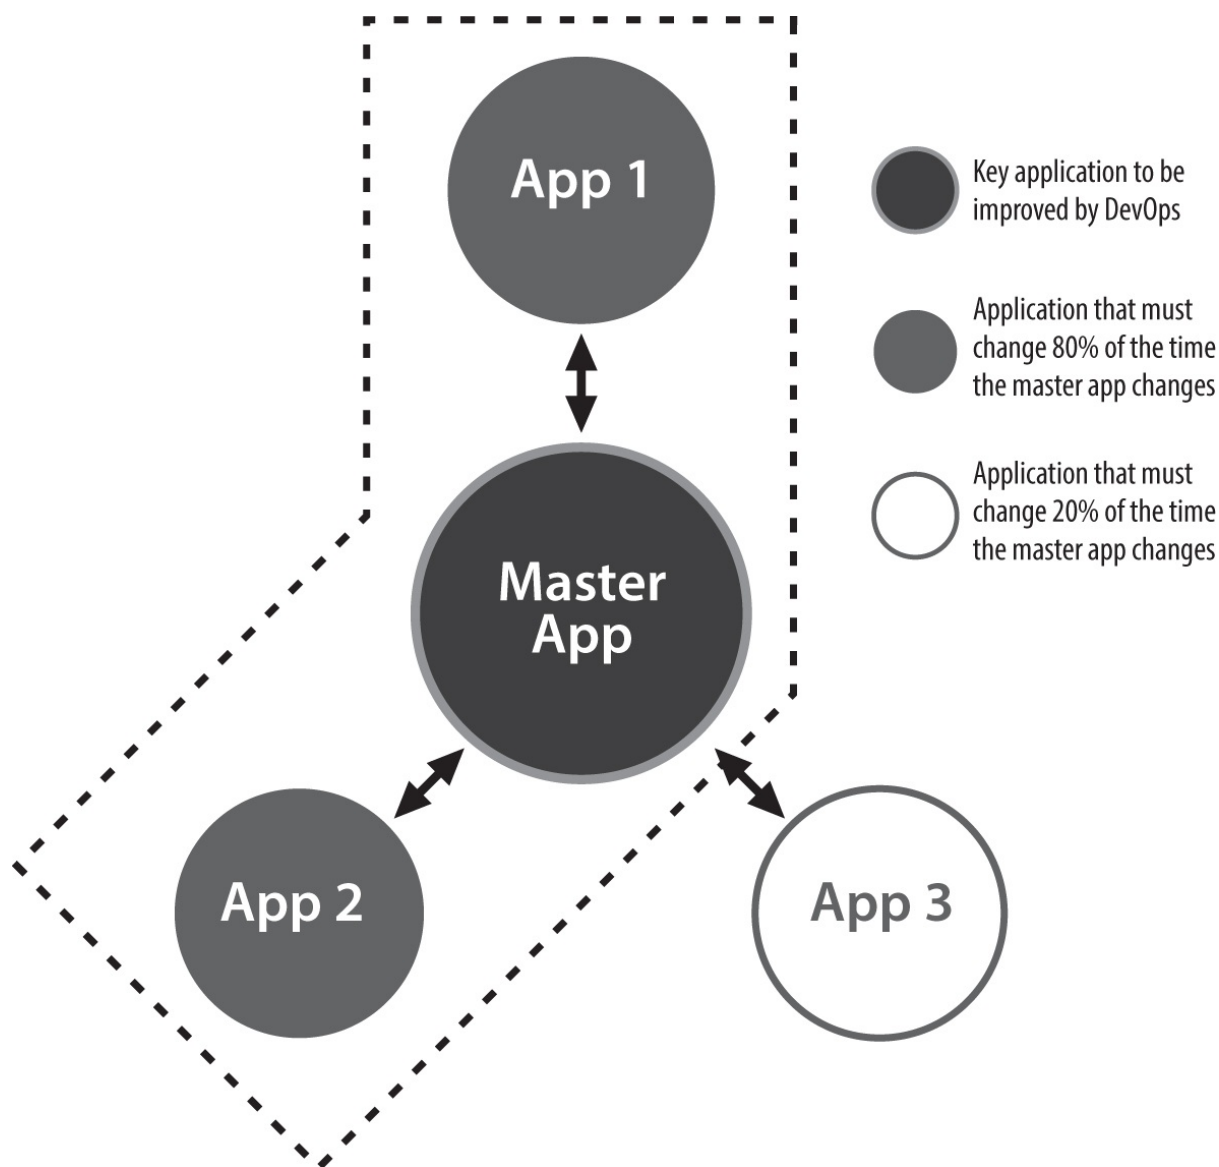 App 1
Master
App
App 2
App 3
Key application to be
improved by DevOps
Application that must
change 80% of the time
the master app changes
Application that must
change 20% of the time
the master app changes